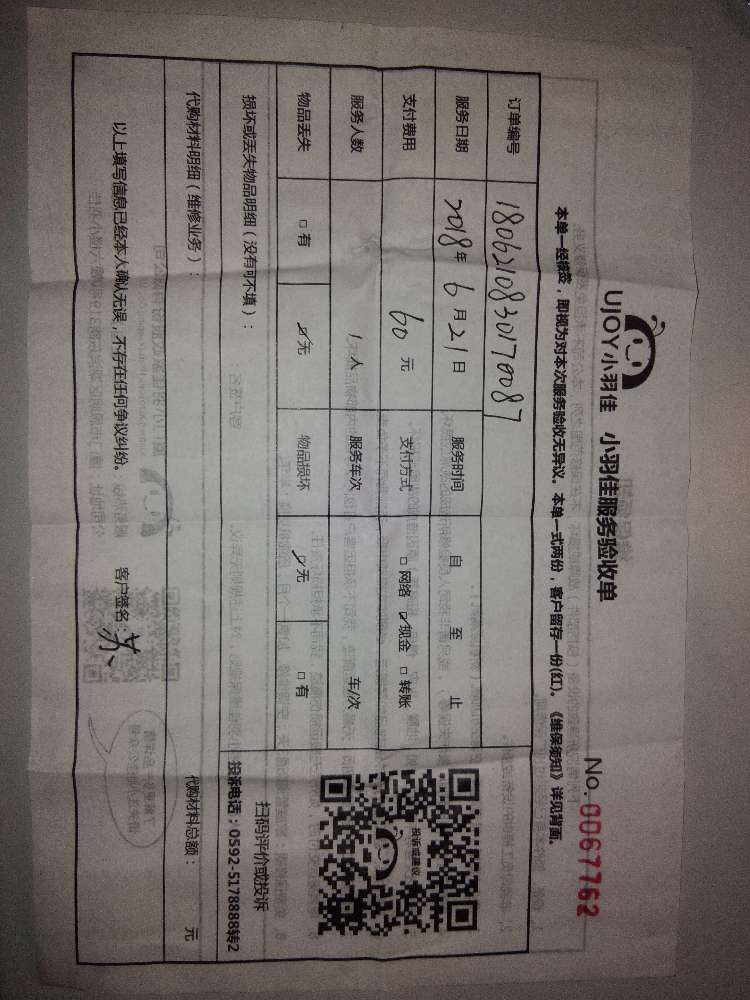 UJOY小羽佳 小羽佳服务验收单
No. 0067762
本单一经被签，即视为对本次服务验收无异议。本单一式两份，客户留存一份(红)。《维保须知》详见背面。
订单编号 1806210830170087
服务日期 2018年6月21日 服务时间 自 至 止
支付费用 60元 支付方式 □网络 ☑现金 □转账
服务人数 1人 服务车次 车/次
物品丢失 □有 ☑无 物品损坏 ☑无 □有
损坏或丢失物品明细（没有可不填）：
投诉或建议
扫码评价或投诉
投诉电话：0592-5178888转2
代购材料明细（维修业务）： 代购材料总额： 元
以上填写信息已经本人确认无误，不存在任何争议纠纷。 客户签名：苏